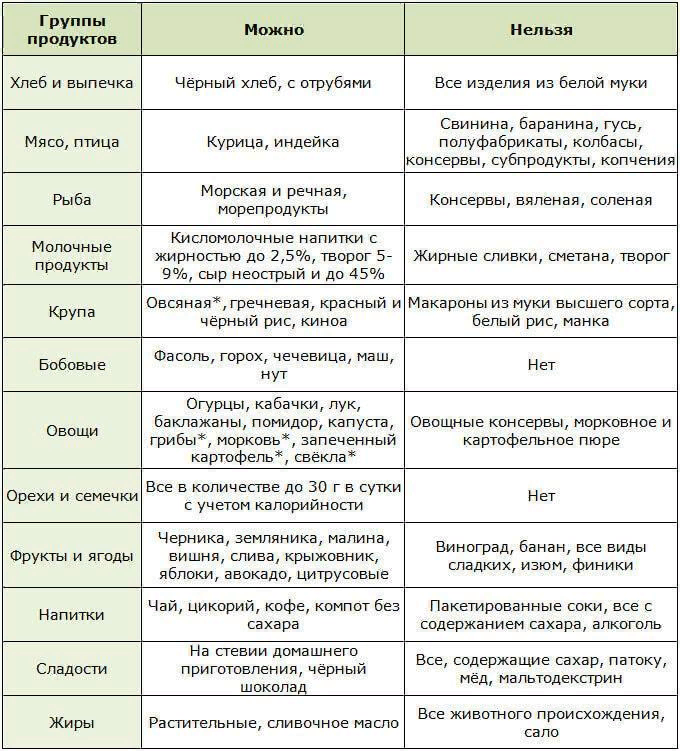 Группы
продуктов
Можно
Нельзя
Хлеб и выпечка
Чёрный хлеб, с отрубями
Все изделия из белой муки
Мясо, птица
Курица, индейка
Свинина, баранина, гусь,
полуфабрикаты, колбасы,
консервы, субпродукты, копчения
Рыба
Морская и речная,
морепродукты
Консервы, вяленая, соленая
Молочные
продукты
Кисломолочные напитки с
жирностью до 2,5%, творог 5-
9%, сыр неострый и до 45%
Жирные сливки, сметана, творог
Крупа
Овсяная*, гречневая, красный и
чёрный рис, киноа
Макароны из муки высшего сорта,
белый рис, манка
Бобовые
Фасоль, горох, чечевица, маш,
нут
Нет
Овощи
Огурцы, кабачки, лук,
баклажаны, помидор, капуста,
грибы*, морковь*, запеченный
картофель*, свёкла*
Овощные консервы, морковное и
картофельное пюре
Орехи и семечки
Все в количестве до 30 г в сутки
с учетом калорийности
Нет
Фрукты и ягоды
Черника, земляника, малина,
вишня, слива, крыжовник,
яблоки, авокадо, цитрусовые
Виноград, банан, все виды
сладких, изюм, финики
Напитки
Чай, цикорий, кофе, компот без
сахара
Пакетированные соки, все с
содержанием сахара, алкоголь
Сладости
На стевии домашнего
приготовления, чёрный
шоколад
Все, содержащие сахар, патоку,
мёд, мальтодекстрин
Жиры
Растительные, сливочное масло
Все животного происхождения,
сало